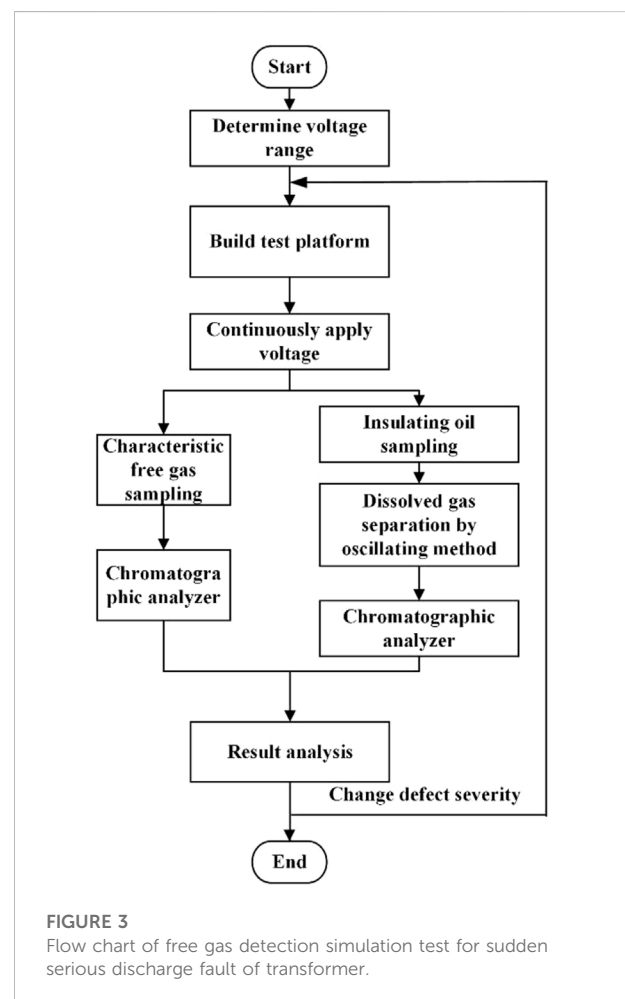 Start
Determine voltage
range
Build test platform
Continuously apply
voltage
Characteristic
free gas
sampling
Chromatogra
phic analyzer
Insulating oil
sampling
Dissolved gas
separation by
oscillating method
Chromatographic
analyzer
Result analysis
Change defect severity
End
FIGURE 3
Flow chart of free gas detection simulation test for sudden
serious discharge fault of transformer.